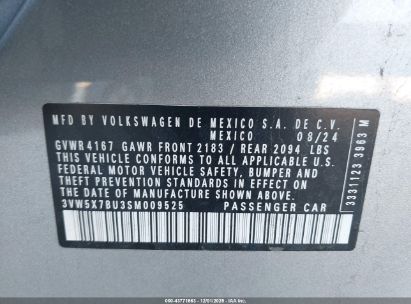 MFD BY VOLKSWAGEN DE MEXICO S.A. DE C.V.
MEXICO 08/24
GVWR 4167 GAWR FRONT 2183 / REAR 2094 LBS
THIS VEHICLE CONFORMS TO ALL APPLICABLE U.S.
FEDERAL MOTOR VEHICLE SAFETY, BUMPER AND
THEFT PREVENTION STANDARDS IN EFFECT ON
THE DATE OF MANUFACTURE SHOWN ABOVE.
3VW5X7BU3SM009525 PASSENGER CAR
3331123 3963 M